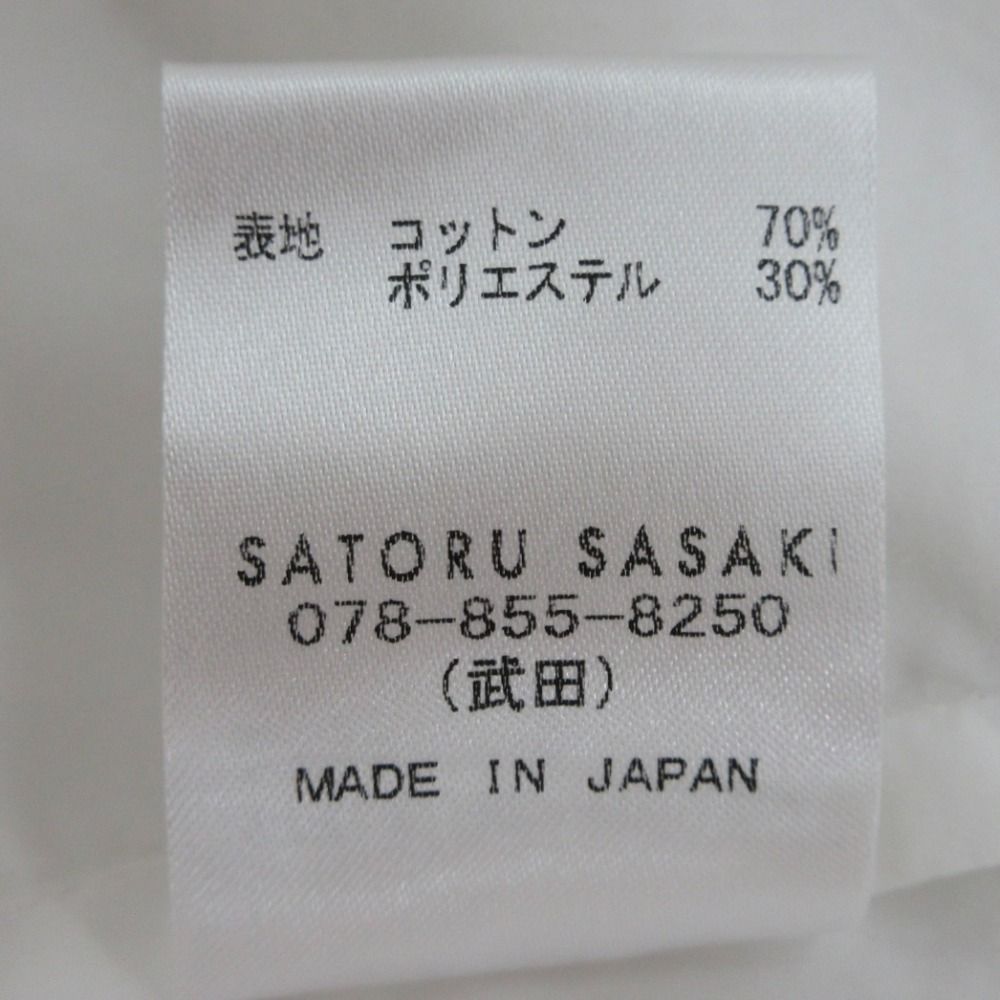 表地 コットン 70%
ポリエステル 30%
SATORU SASAKI
078-855-8250
(武田)
MADE IN JAPAN